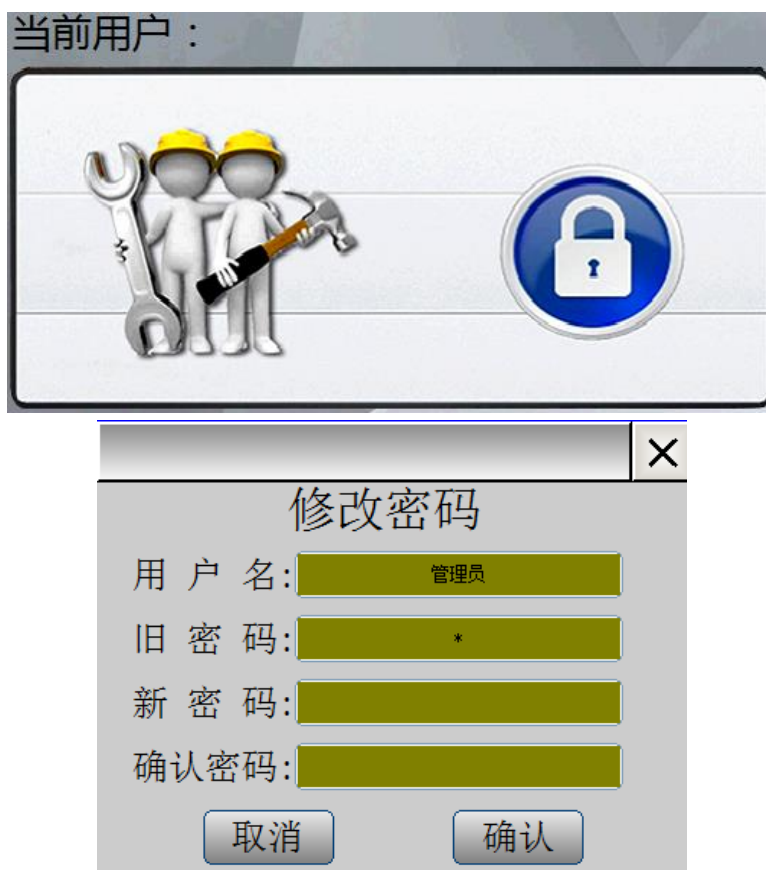 当前用户：
修改密码
用 户 名: 管理员
旧 密 码: *
新 密 码:
确认密码:
取消 确认